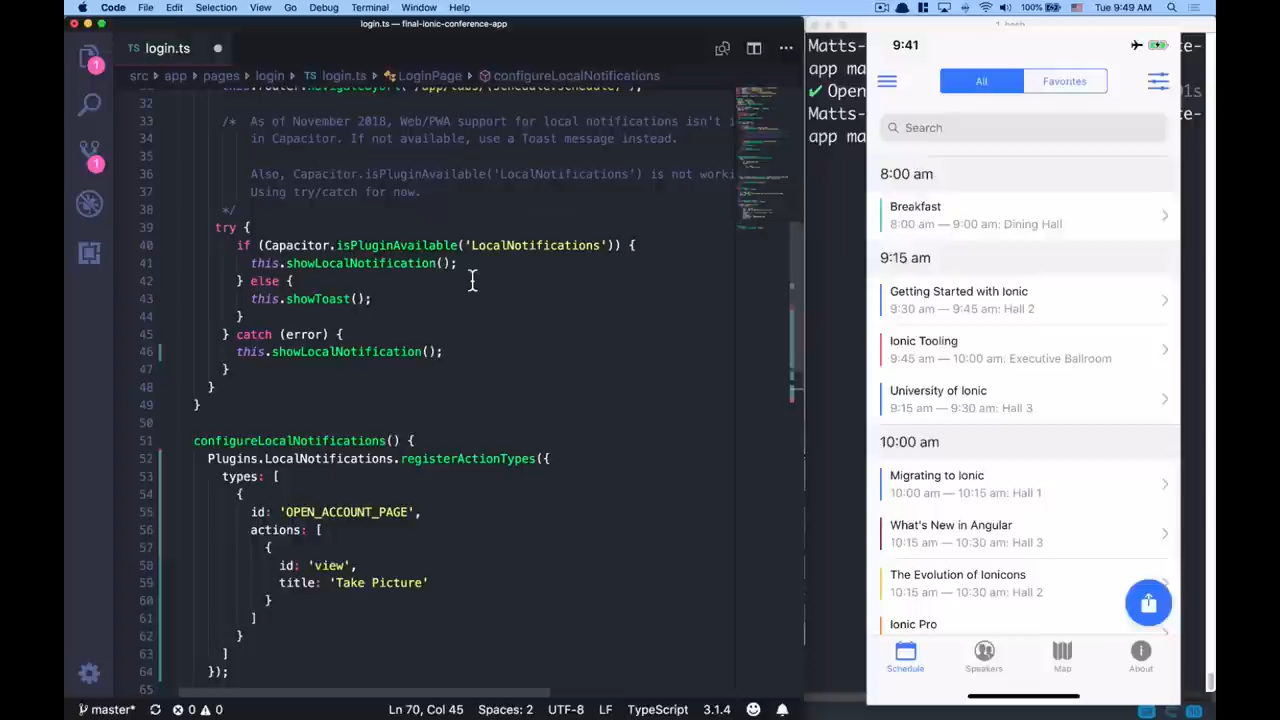 Code File Edit Selection View Go Debug Terminal Window Help
100% Tue 9:49 AM
login.ts — final-ionic-conference-app
login.ts
src › app › pages › login › login.ts › LoginPage › configureLocalNotifications
32
33 /* As of November 2018, Web/PWA support for local notifications isn't
34 in Capacitor. If not available, use a Toast message instead.
35
36 Also, Capacitor.isPluginAvailable('LocalNotifications') is not
37 Using try/catch for now.
38 */
39 try {
40 if (Capacitor.isPluginAvailable('LocalNotifications')) {
41 this.showLocalNotification();
42 } else {
43 this.showToast();
44 }
45 } catch (error) {
46 this.showLocalNotification();
47 }
48 }
49 }
50
51 configureLocalNotifications() {
52 Plugins.LocalNotifications.registerActionTypes({
53 types: [
54 {
55 id: 'OPEN_ACCOUNT_PAGE',
56 actions: [
57 {
58 id: 'view',
59 title: 'Take Picture'
60 }
61 ]
62 }
63 ]
64 });
65
master* 0 0 Ln 70, Col 45 Spaces: 2 UTF-8 LF TypeScript 3.1.4
Matts-
app ma
✔ Open
Matts-
app ma
9:41
All Favorites
Search
8:00 am
Breakfast
8:00 am — 9:00 am: Dining Hall
9:15 am
Getting Started with Ionic
9:30 am — 9:45 am: Hall 2
Ionic Tooling
9:45 am — 10:00 am: Executive Ballroom
University of Ionic
9:15 am — 9:30 am: Hall 3
10:00 am
Migrating to Ionic
10:00 am — 10:15 am: Hall 1
What's New in Angular
10:15 am — 10:30 am: Hall 3
The Evolution of Ionicons
10:15 am — 10:30 am: Hall 2
Ionic Pro
Schedule Speakers Map About